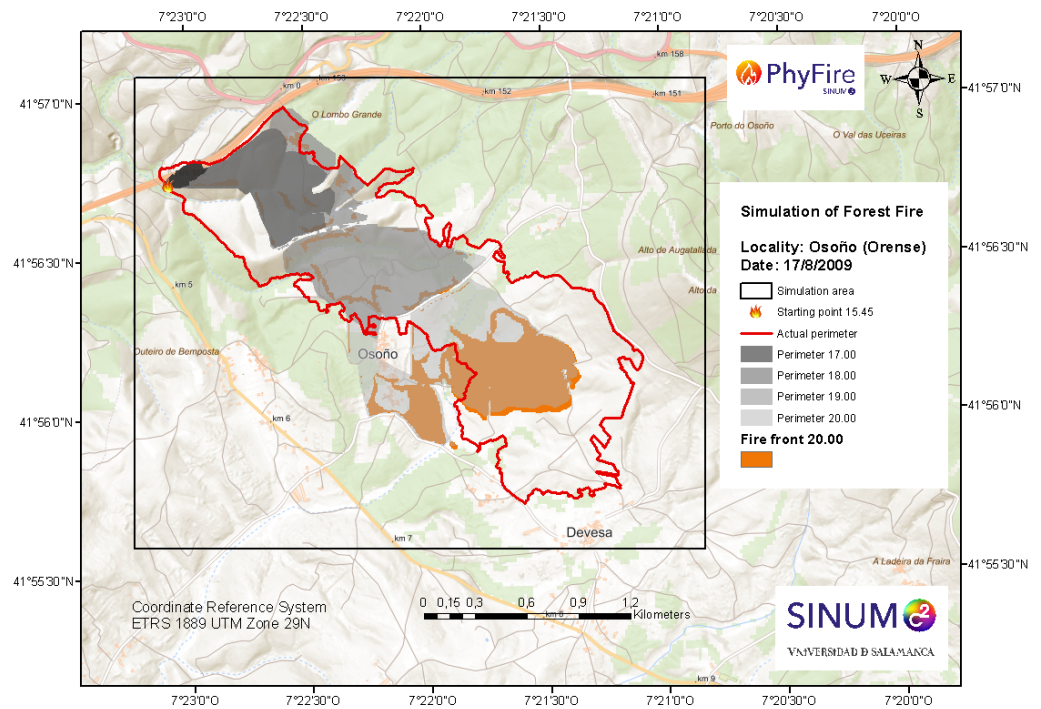 7°23'0"O 7°22'30"O 7°22'0"O 7°21'30"O 7°21'0"O 7°20'30"O 7°20'0"O
km 158
km 0
km 153
km 152
km 151
O Lombo Grande
Porto do Osoño
O Val das Uceiras
Alto de Augatallada
Alto da
km 5
Outeiro de Bemposta
Osoño
km 6
km 7
Devesa
A Ladeira da Fraira
km 8
km 9
41°57'0"N
41°56'30"N
41°56'0"N
41°55'30"N
PhyFire
SINUM C2
N
W E
S
Simulation of Forest Fire
Locality: Osoño (Orense)
Date: 17/8/2009
Simulation area
Starting point 15.45
Actual perimeter
Perimeter 17.00
Perimeter 18.00
Perimeter 19.00
Perimeter 20.00
Fire front 20.00
41°57'0"N
41°56'30"N
41°56'0"N
41°55'30"N
Coordinate Reference System
ETRS 1889 UTM Zone 29N
0 0,15 0,3 0,6 0,9 1,2
Kilometers
SINUM C2
VNIVERSIDAD D SALAMANCA
7°23'0"O 7°22'30"O 7°22'0"O 7°21'30"O 7°21'0"O 7°20'30"O 7°20'0"O